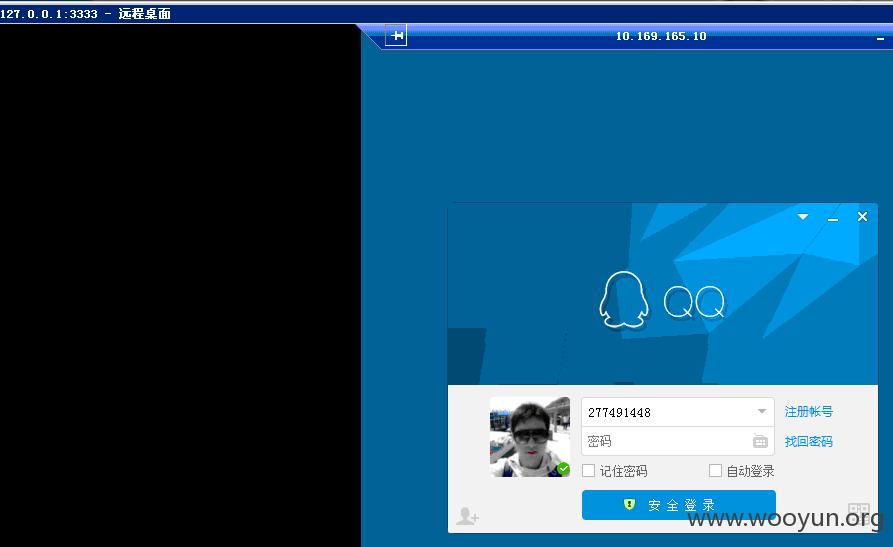 127.0.0.1:3333 - 远程桌面
10.169.165.10
QQ
277491448
注册帐号
密码
找回密码
记住密码
自动登录
安全登录
www.wooyun.org